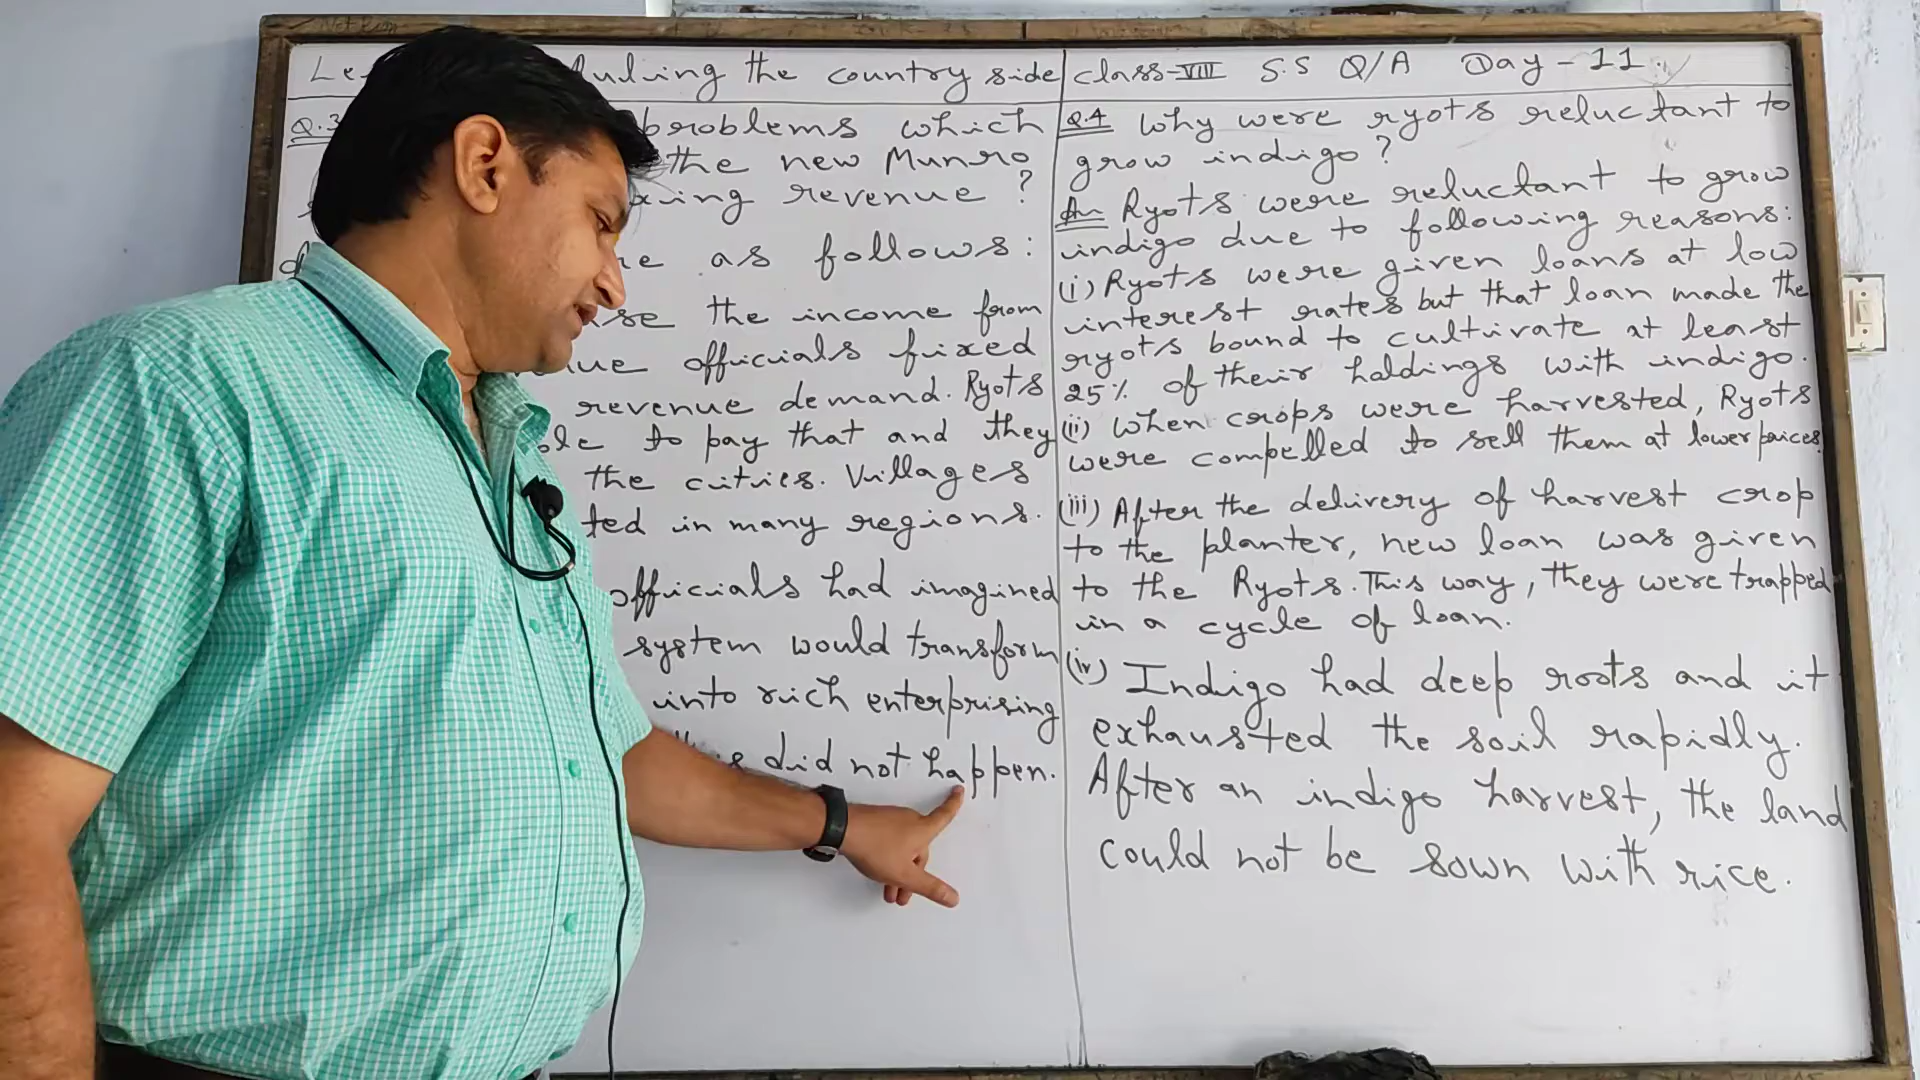 the country side
Q.3 problems which
the new Munro
revenue ?
as follows :
the income from
officials fixed
revenue demand. Ryots
to pay that and they
the cities. Villages
in many regions.
officials had imagined
system would transform
into rich enterprising
did not happen.
class-VIII S.S Q/A Day-11
Q.4 Why were ryots reluctant to
grow indigo ?
Ans Ryots were reluctant to grow
indigo due to following reasons:
(i) Ryots were given loans at low
interest rates but that loan made the
ryots bound to cultivate at least
25% of their holdings with indigo.
(ii) When crops were harvested, Ryots
were compelled to sell them at lower prices
(iii) After the delivery of harvest crop
to the planter, new loan was given
to the Ryots. This way, they were trapped
in a cycle of loan.
(iv) Indigo had deep roots and it
exhausted the soil rapidly.
After an indigo harvest, the land
could not be sown with rice.